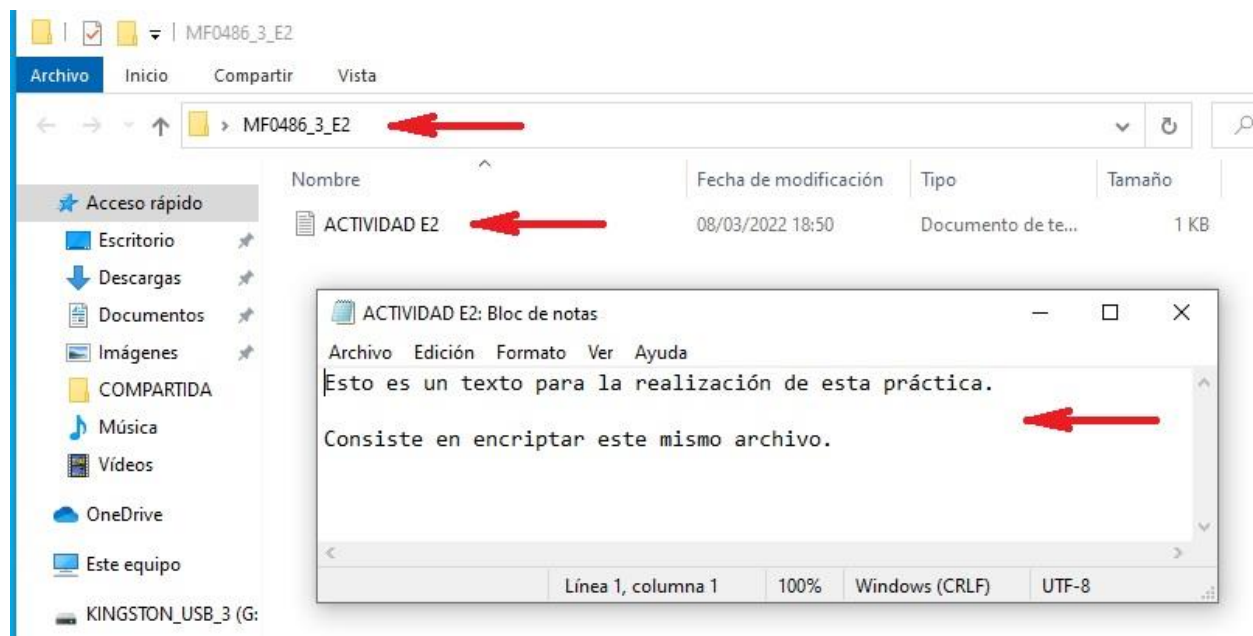 MF0486_3_E2
Archivo Inicio Compartir Vista
MF0486_3_E2
Nombre Fecha de modificación Tipo Tamaño
ACTIVIDAD E2 08/03/2022 18:50 Documento de te... 1 KB
Acceso rápido
Escritorio
Descargas
Documentos
Imágenes
COMPARTIDA
Música
Vídeos
OneDrive
Este equipo
KINGSTON_USB_3 (G:
ACTIVIDAD E2: Bloc de notas
Archivo Edición Formato Ver Ayuda
Esto es un texto para la realización de esta práctica.
Consiste en encriptar este mismo archivo.
Línea 1, columna 1 100% Windows (CRLF) UTF-8